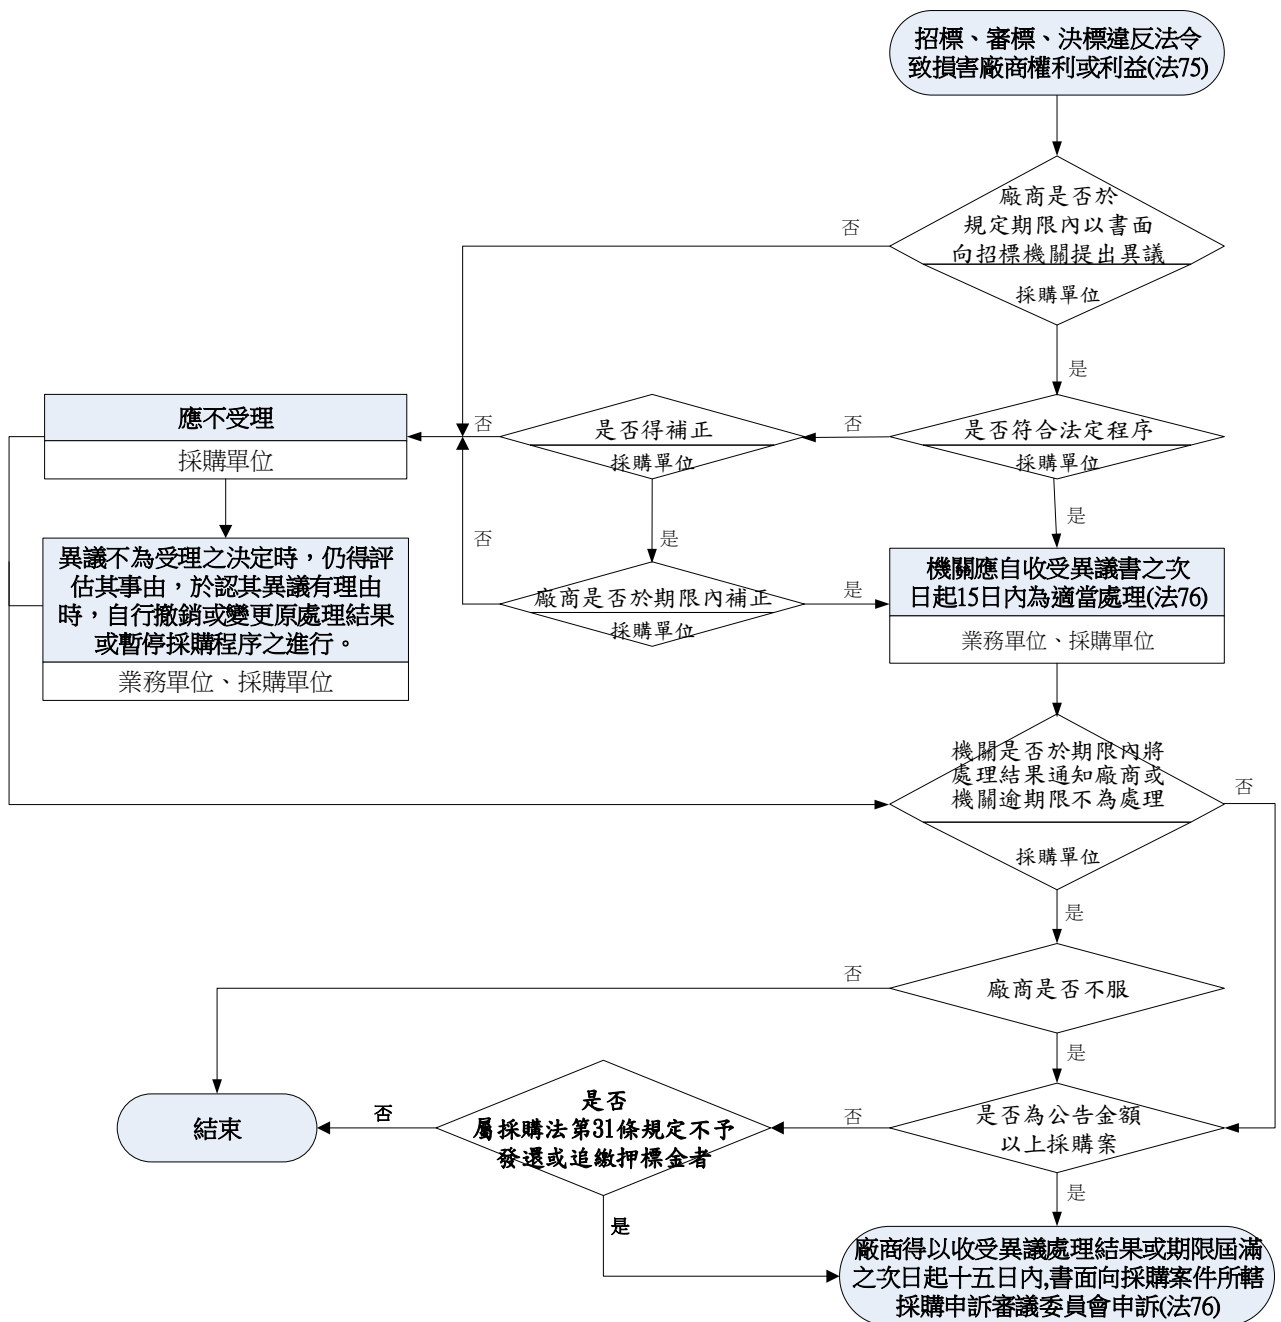 招標、審標、決標違反法令
致損害廠商權利或利益(法75)
廠商是否於
規定期限內以書面
向招標機關提出異議
採購單位
否
是
應不受理
採購單位
否
是否得補正
採購單位
否
是否符合法定程序
採購單位
是
是
異議不為受理之決定時，仍得評
估其事由，於認其異議有理由
時，自行撤銷或變更原處理結果
或暫停採購程序之進行。
業務單位、採購單位
否
廠商是否於期限內補正
採購單位
是
機關應自收受異議書之次
日起15日內為適當處理(法76)
業務單位、採購單位
機關是否於期限內將
處理結果通知廠商或
機關逾期限不為處理
採購單位
否
是
廠商是否不服
否
是
是否為公告金額
以上採購案
否
是
是否
屬採購法第31條規定不予
發還或追繳押標金者
否
是
結束
廠商得以收受異議處理結果或期限屆滿
之次日起十五日內,書面向採購案件所轄
採購申訴審議委員會申訴(法76)